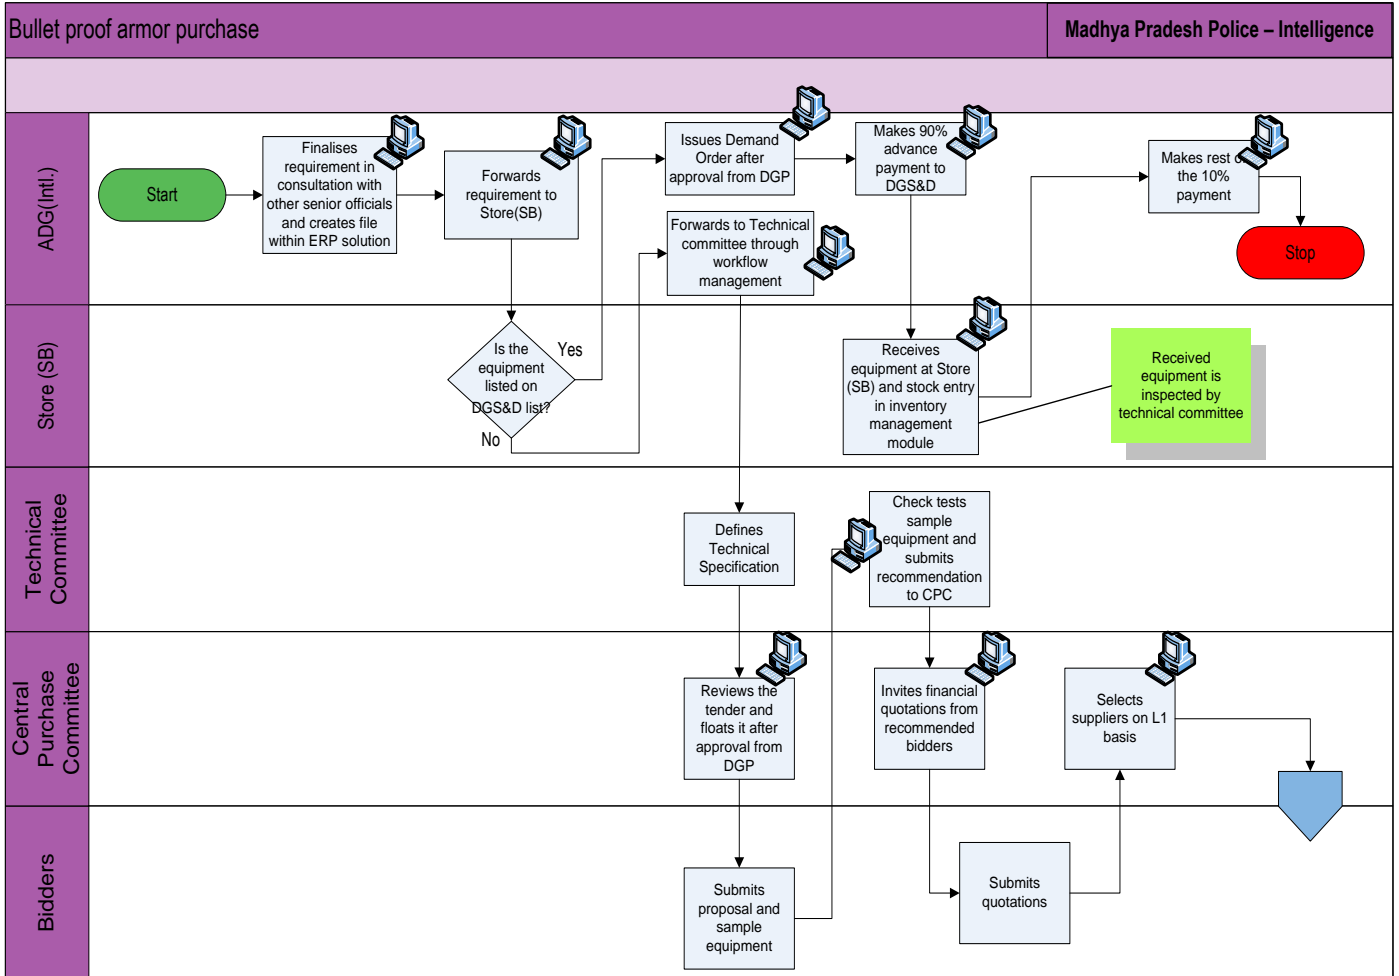 Bullet proof armor purchase
Madhya Pradesh Police – Intelligence
ADG(Intl.)
Start
Finalises
requirement in
consultation with
other senior officials
and creates file
within ERP solution
Forwards
requirement to
Store(SB)
Issues Demand
Order after
approval from DGP
Makes 90%
advance
payment to
DGS&D
Makes rest of
the 10%
payment
Forwards to Technical
committee through
workflow
management
Stop
Store (SB)
Is the
equipment
listed on
DGS&D list?
Yes
No
Receives
equipment at Store
(SB) and stock entry
in inventory
management
module
Received
equipment is
inspected by
technical committee
Technical
Committee
Defines
Technical
Specification
Check tests
sample
equipment and
submits
recommendation
to CPC
Central
Purchase
Committee
Reviews the
tender and
floats it after
approval from
DGP
Invites financial
quotations from
recommended
bidders
Selects
suppliers on L1
basis
Bidders
Submits
proposal and
sample
equipment
Submits
quotations